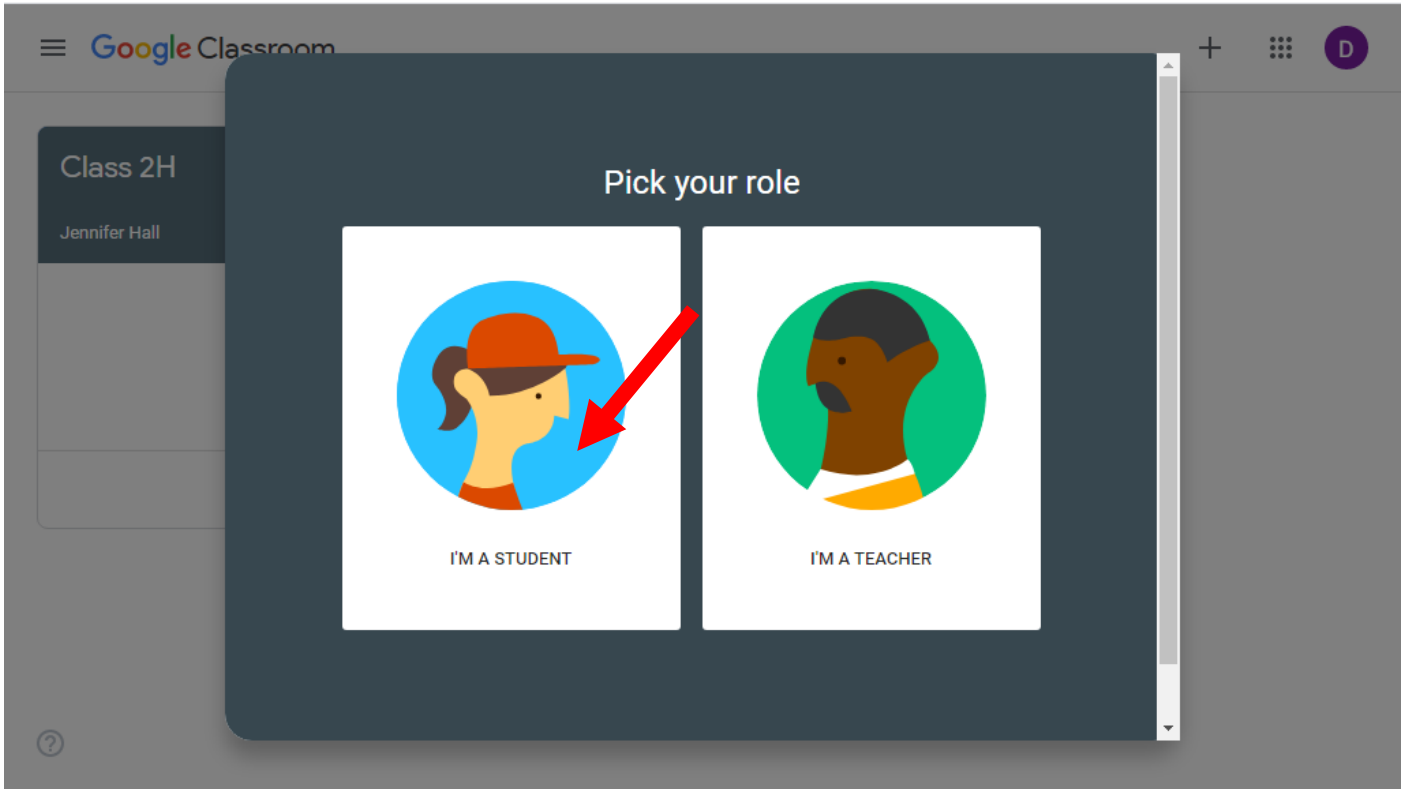 Google Classroom
D
Class 2H
Jennifer Hall
Pick your role
I'M A STUDENT
I'M A TEACHER
?